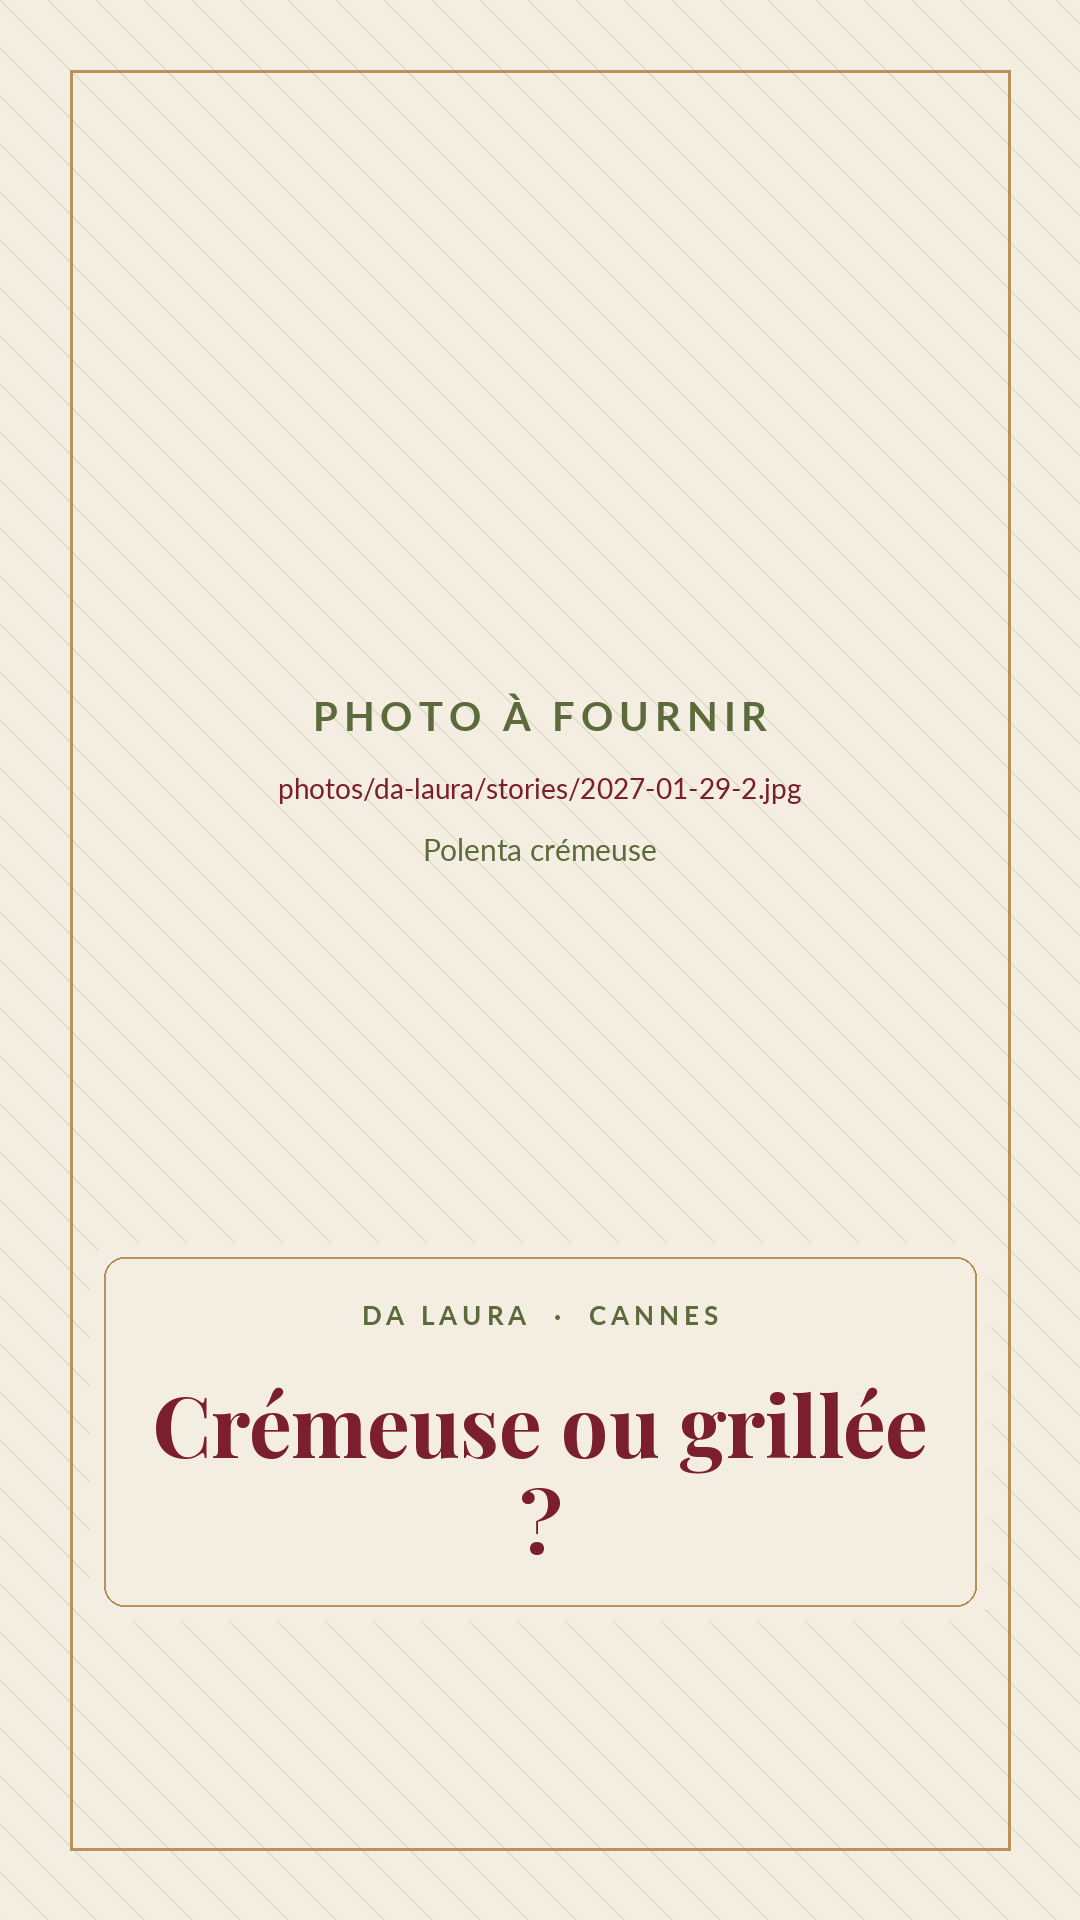 PHOTO À FOURNIR
photos/da-laura/stories/2027-01-29-2.jpg
Polenta crémeuse
DA LAURA · CANNES
Crémeuse ou grillée
?